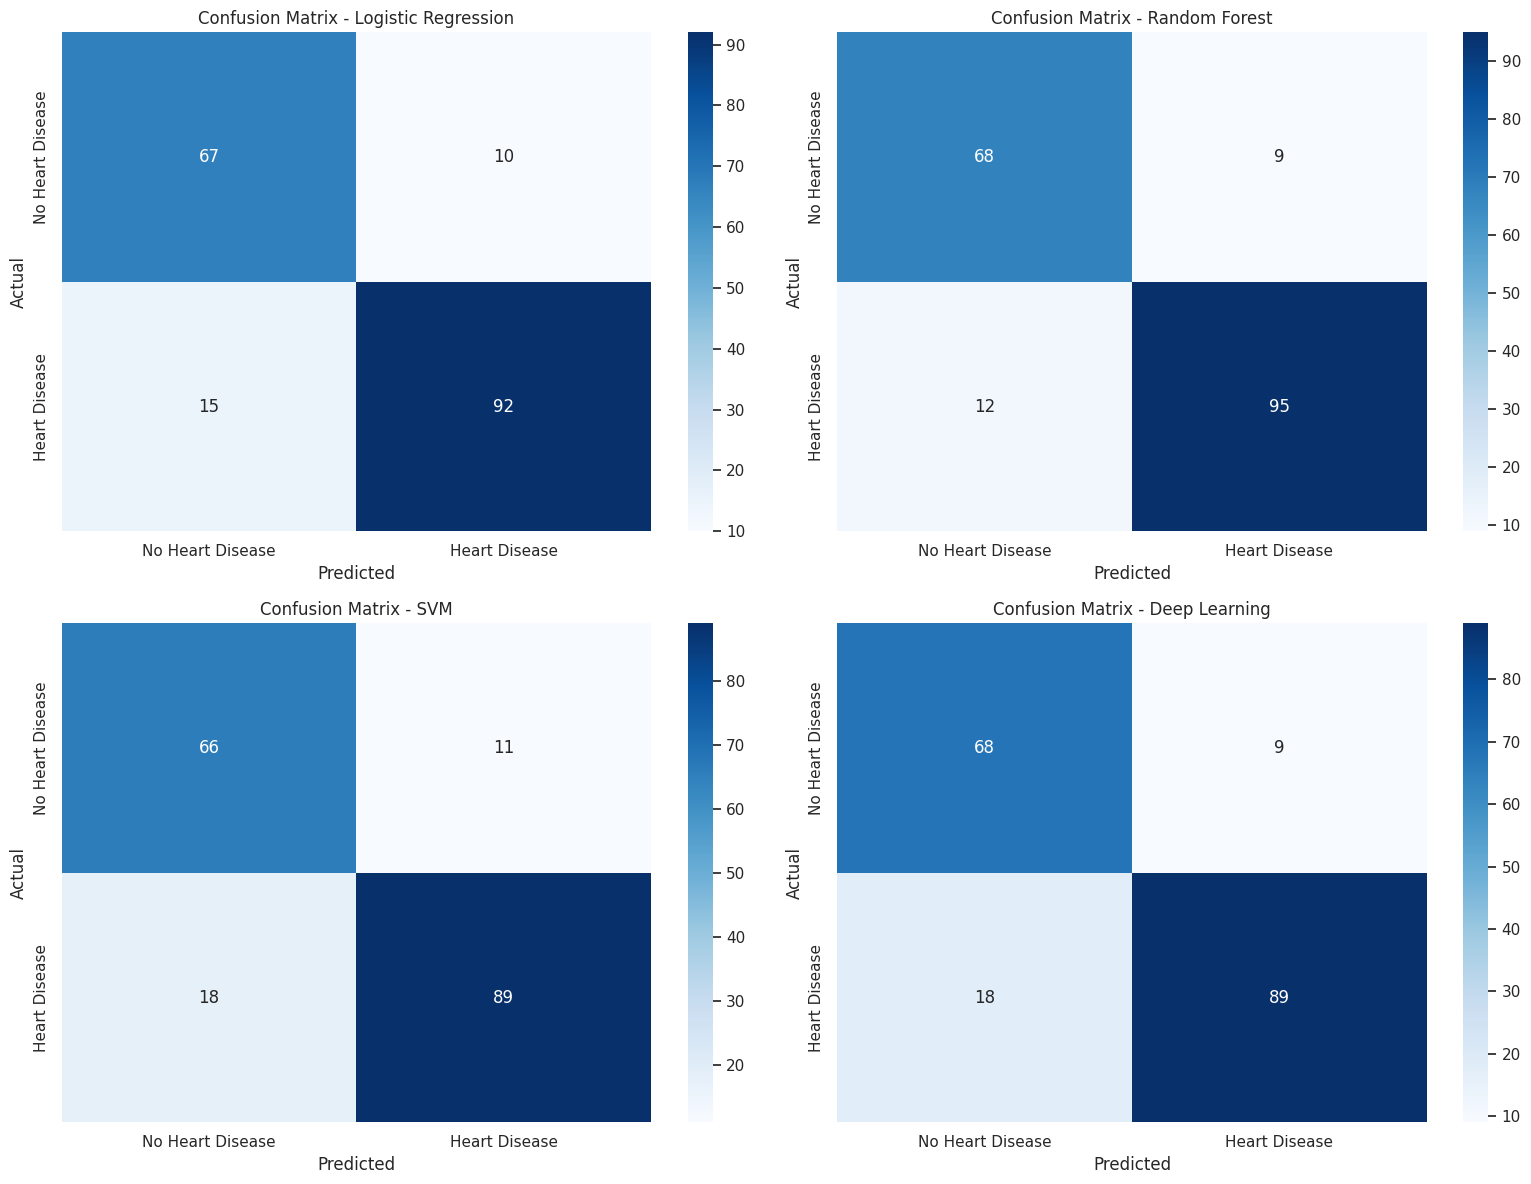 Confusion Matrix - Logistic Regression
No Heart Disease
Heart Disease
Actual
67
10
15
92
No Heart Disease
Heart Disease
Predicted
90
80
70
60
50
40
30
20
10
Confusion Matrix - Random Forest
No Heart Disease
Heart Disease
Actual
68
9
12
95
No Heart Disease
Heart Disease
Predicted
90
80
70
60
50
40
30
20
10
Confusion Matrix - SVM
No Heart Disease
Heart Disease
Actual
66
11
18
89
No Heart Disease
Heart Disease
Predicted
80
70
60
50
40
30
20
Confusion Matrix - Deep Learning
No Heart Disease
Heart Disease
Actual
68
9
18
89
No Heart Disease
Heart Disease
Predicted
80
70
60
50
40
30
20
10